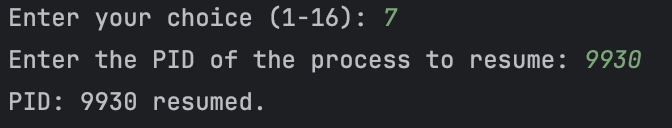 Enter your choice (1-16): 7
Enter the PID of the process to resume: 9930
PID: 9930 resumed.